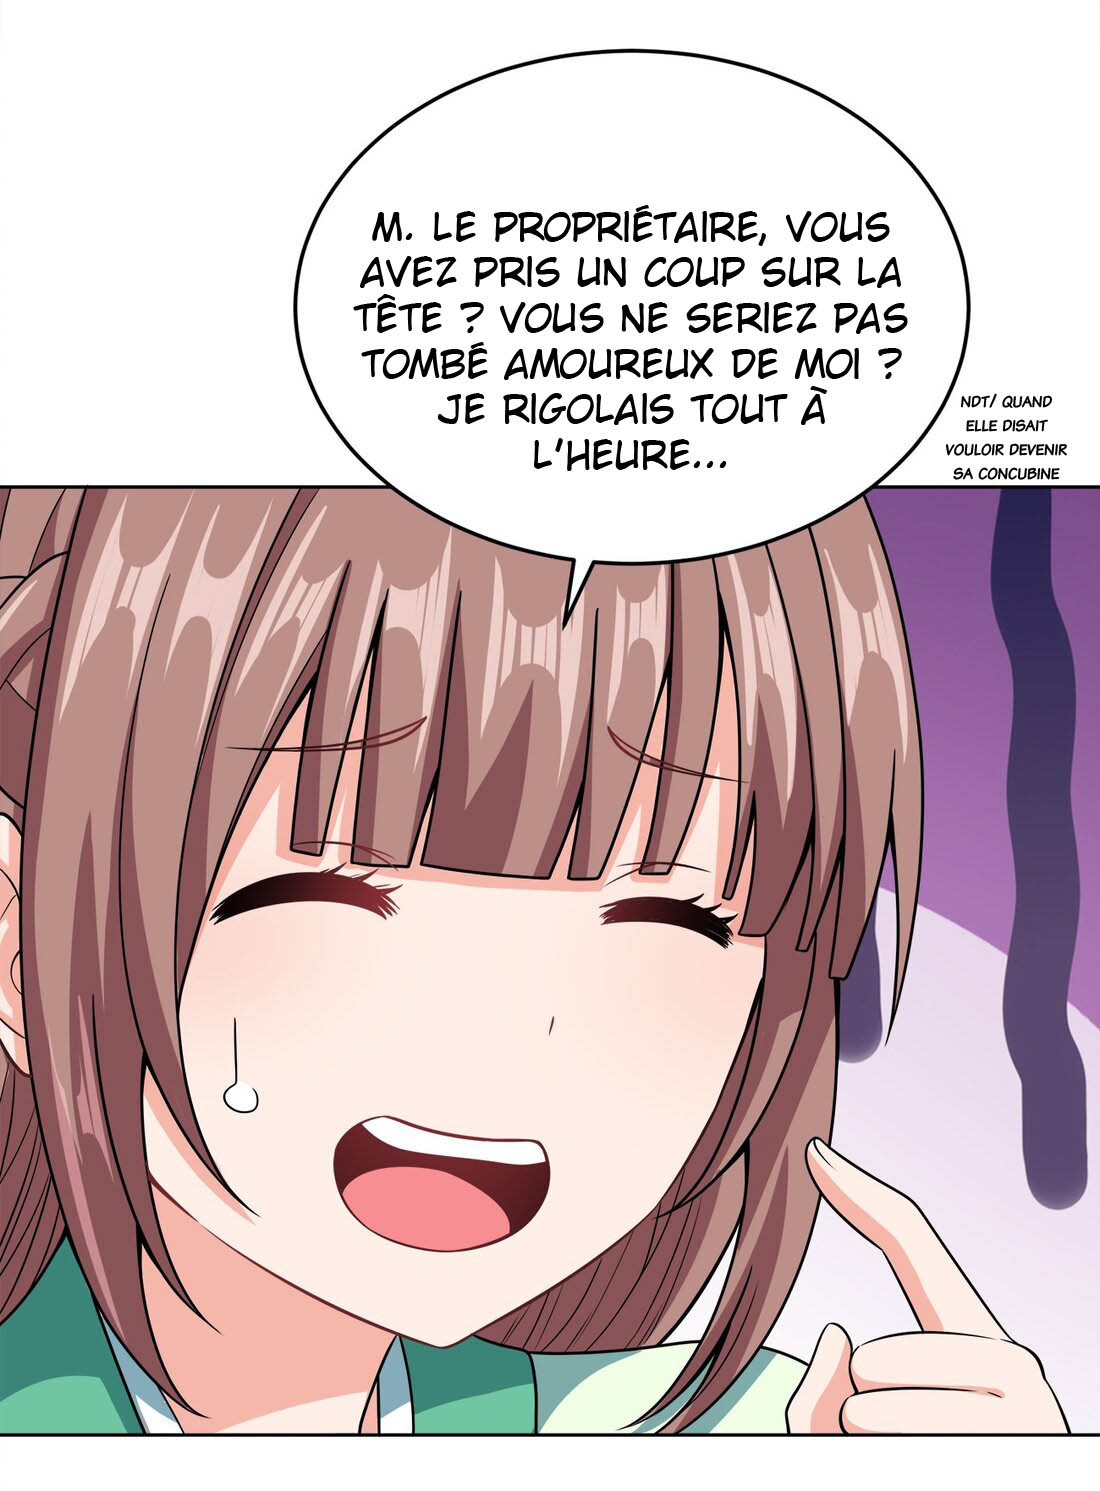 M. LE PROPRIÉTAIRE, VOUS
AVEZ PRIS UN COUP SUR LA
TÊTE ? VOUS NE SERIEZ PAS
TOMBÉ AMOUREUX DE MOI ?
JE RIGOLAIS TOUT À
L'HEURE...
NDT/ QUAND
ELLE DISAIT
VOULOIR DEVENIR
SA CONCUBINE